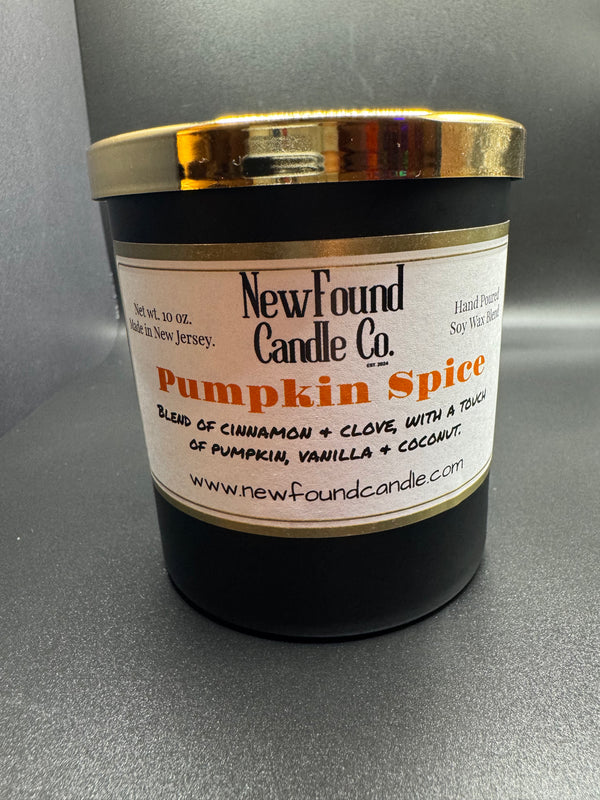 NewFound
Candle Co.
EST. 2024
Net wt. 10 oz.
Made in New Jersey.
Hand Poured
Soy Wax Blend
Pumpkin Spice
BLEND OF CINNAMON & CLOVE, WITH A TOUCH
OF PUMPKIN, VANILLA & COCONUT.
www.newfoundcandle.com